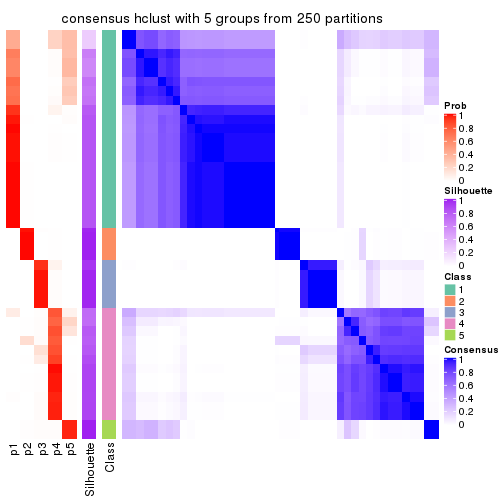 consensus hclust with 5 groups from 250 partitions
Prob
1
0.8
0.6
0.4
0.2
0
Silhouette
1
0.8
0.6
0.4
0.2
0
Class
1
2
3
4
5
Consensus
1
0.8
0.6
0.4
0.2
0
p1
p2
p3
p4
p5
Silhouette
Class